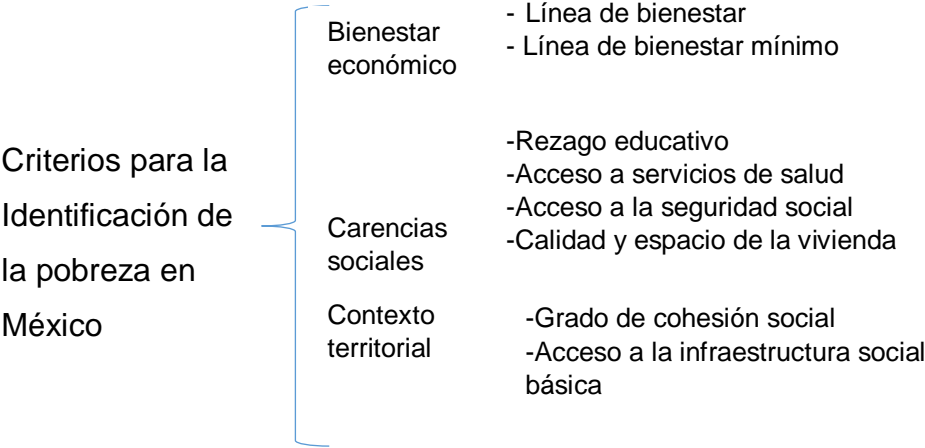 Criterios para la
Identificación de
la pobreza en
México
Bienestar
económico
- Línea de bienestar
- Línea de bienestar mínimo
Carencias
sociales
-Rezago educativo
-Acceso a servicios de salud
-Acceso a la seguridad social
-Calidad y espacio de la vivienda
Contexto
territorial
-Grado de cohesión social
-Acceso a la infraestructura social
básica